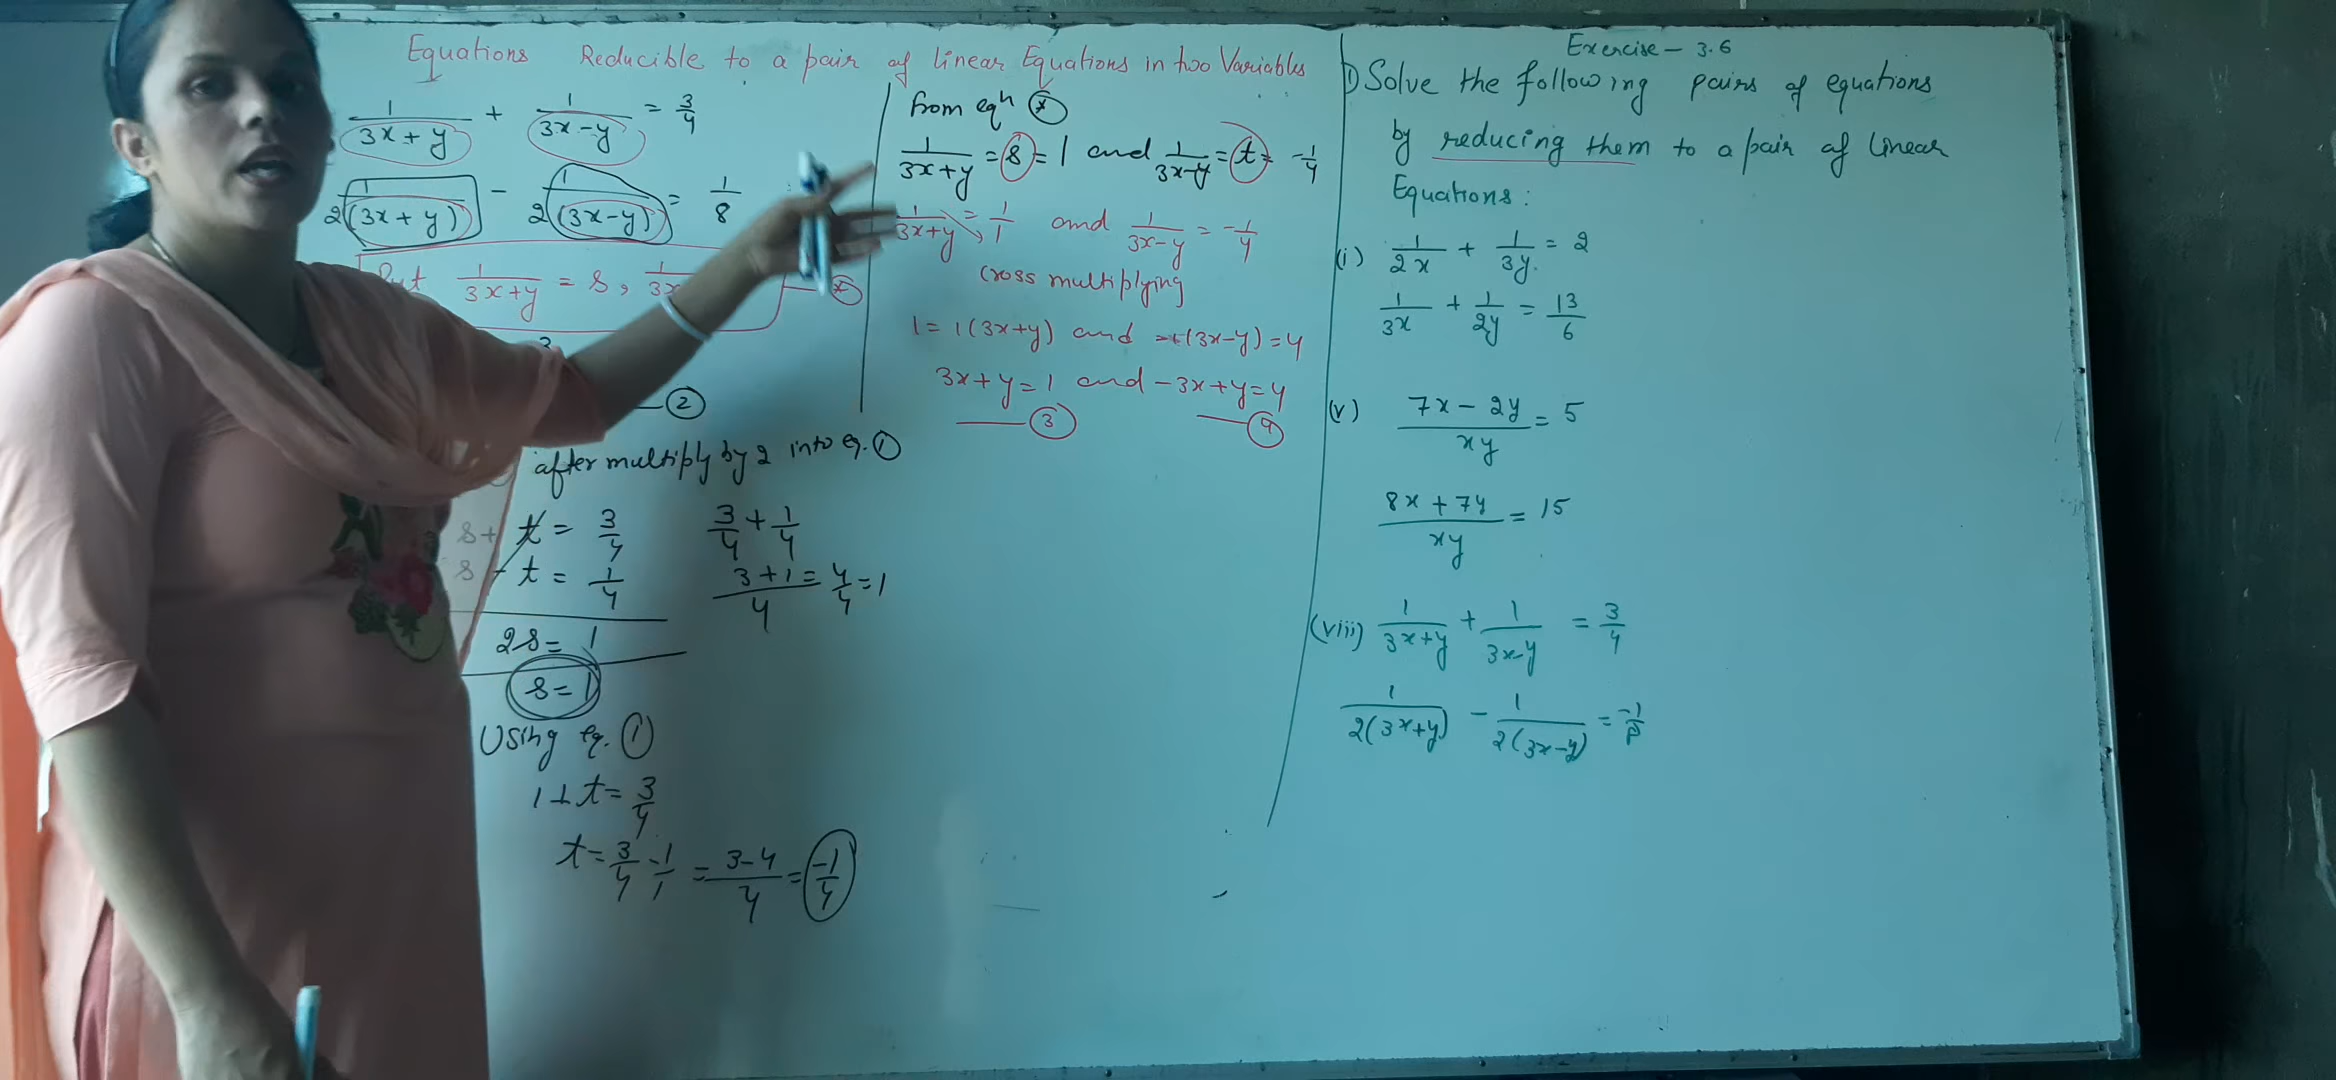 Equations Reducible to a pair of linear Equations in two Variables
1/(3x+y) + 1/(3x-y) = 3/4
1/2(3x+y) - 1/2(3x-y) = 1/8
Put 1/(3x+y) = s, 1/3x
3
②
after multiply by 2 into eq. ①
s + t = 3/4
s - t = 1/4
2s = 1
s = 1
3/4 + 1/4
(3+1)/4 = 4/4 = 1
Using eq. ①
1 + t = 3/4
t = 3/4 - 1/1 = (3-4)/4 = -1/4
from eqn *
1/(3x+y) = s = 1 and 1/(3x-y) = t = -1/4
1/(3x+y) = 1/1 and 1/(3x-y) = -1/4
Cross multiplying
1 = 1(3x+y) and -1(3x-y) = 4
3x+y = 1 and -3x+y = 4
③ ④
Exercise - 3.6
1) Solve the following pairs of equations
by reducing them to a pair of linear
Equations :
(i) 1/2x + 1/3y = 2
1/3x + 1/2y = 13/6
(v) (7x - 2y)/xy = 5
(8x + 7y)/xy = 15
(viii) 1/(3x+y) + 1/(3x-y) = 3/4
1/2(3x+y) - 1/2(3x-y) = -1/8